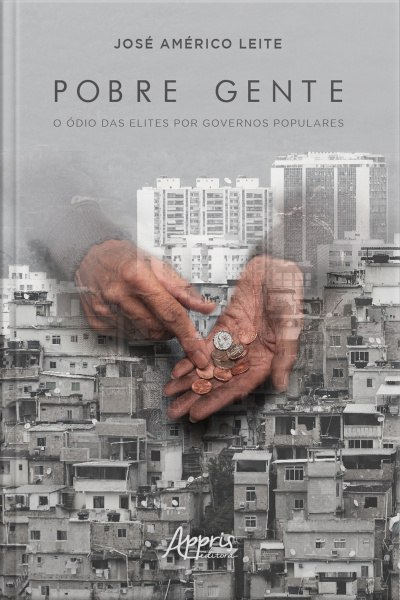 JOSÉ AMÉRICO LEITE
POBRE GENTE
O ÓDIO DAS ELITES POR GOVERNOS POPULARES
Appris
editora